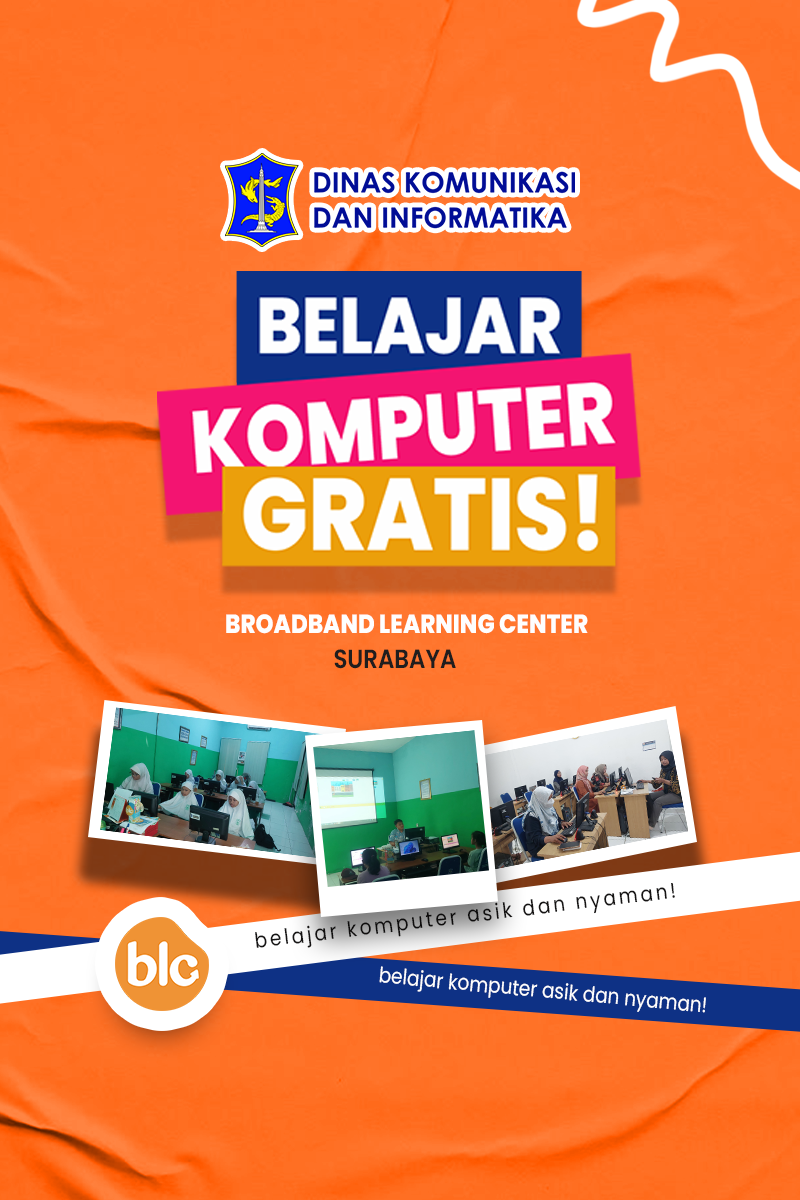 DINAS KOMUNIKASI
DAN INFORMATIKA
BELAJAR
KOMPUTER
GRATIS!
BROADBAND LEARNING CENTER
SURABAYA
belajar komputer asik dan nyaman!
blc
belajar komputer asik dan nyaman!